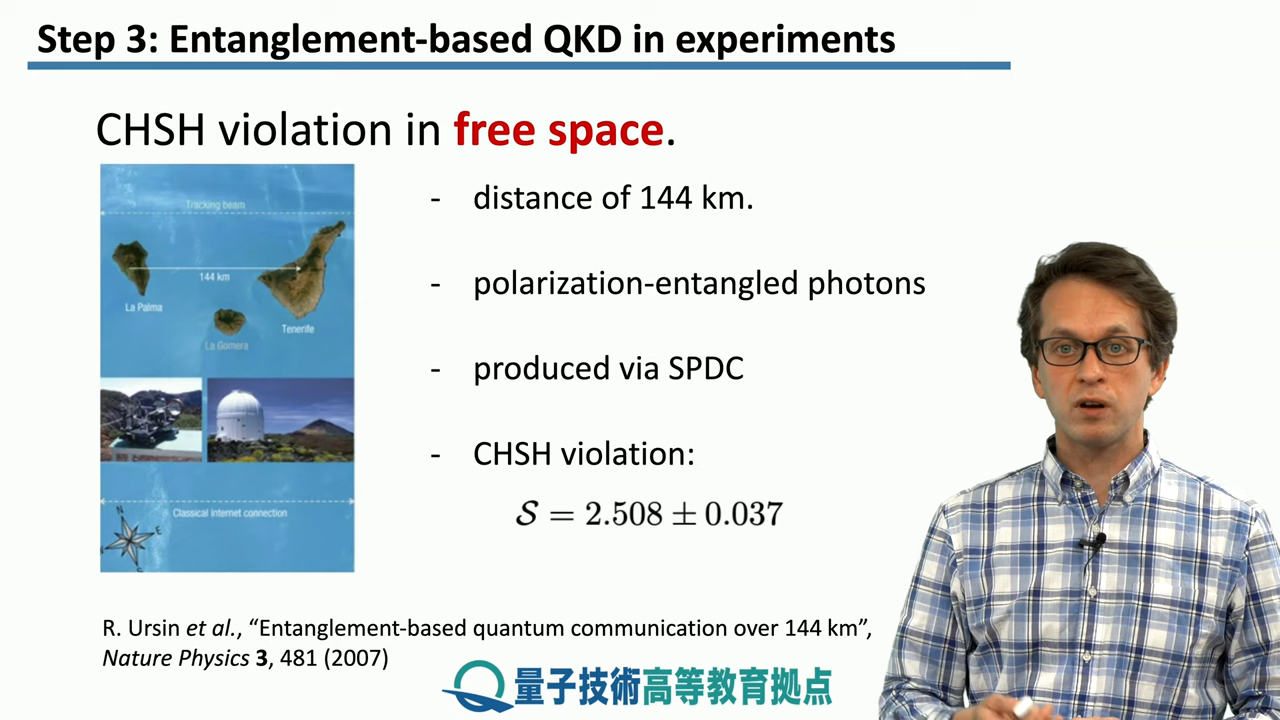 Step 3: Entanglement-based QKD in experiments
CHSH violation in free space.
Tracking beam
144 km
La Palma
Tenerife
La Gomera
N
E
S
Classical internet connection
- distance of 144 km.
- polarization-entangled photons
- produced via SPDC
- CHSH violation:
𝒮 = 2.508 ± 0.037
R. Ursin et al., “Entanglement-based quantum communication over 144 km”,
Nature Physics 3, 481 (2007)
量子技術高等教育拠点